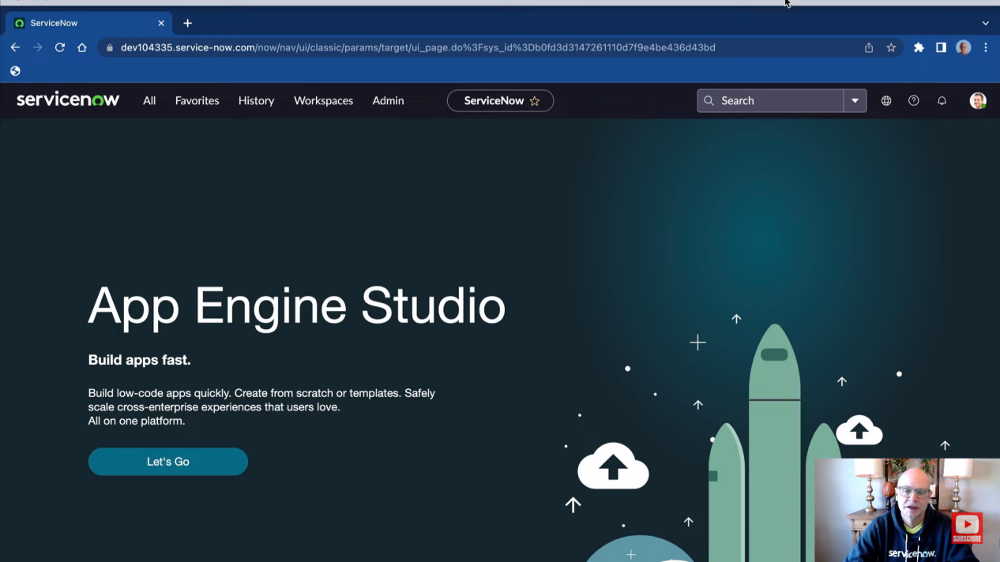 ServiceNow
dev104335.service-now.com/now/nav/ui/classic/params/target/ui_page.do%3Fsys_id%3Db0fd3d3147261110d7f9e4be436d43bd
servicenow All Favorites History Workspaces Admin ServiceNow Search
App Engine Studio
Build apps fast.
Build low-code apps quickly. Create from scratch or templates. Safely
scale cross-enterprise experiences that users love.
All on one platform.
Let's Go
SUBSCRIBE
servicenow.